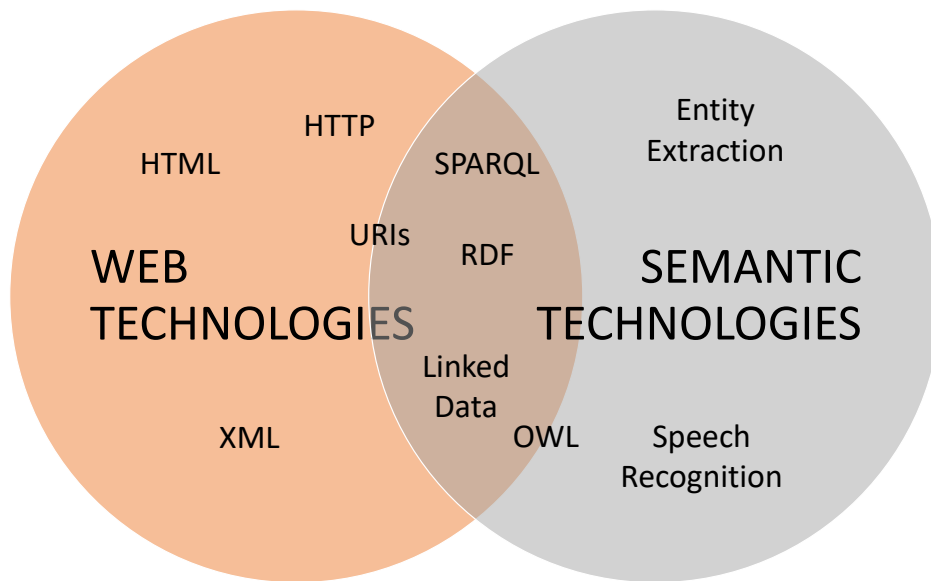 HTTP
HTML
URIs
WEB
TECHNOLOGIES
XML
SPARQL
RDF
Linked
Data
OWL
Entity
Extraction
SEMANTIC
TECHNOLOGIES
Speech
Recognition